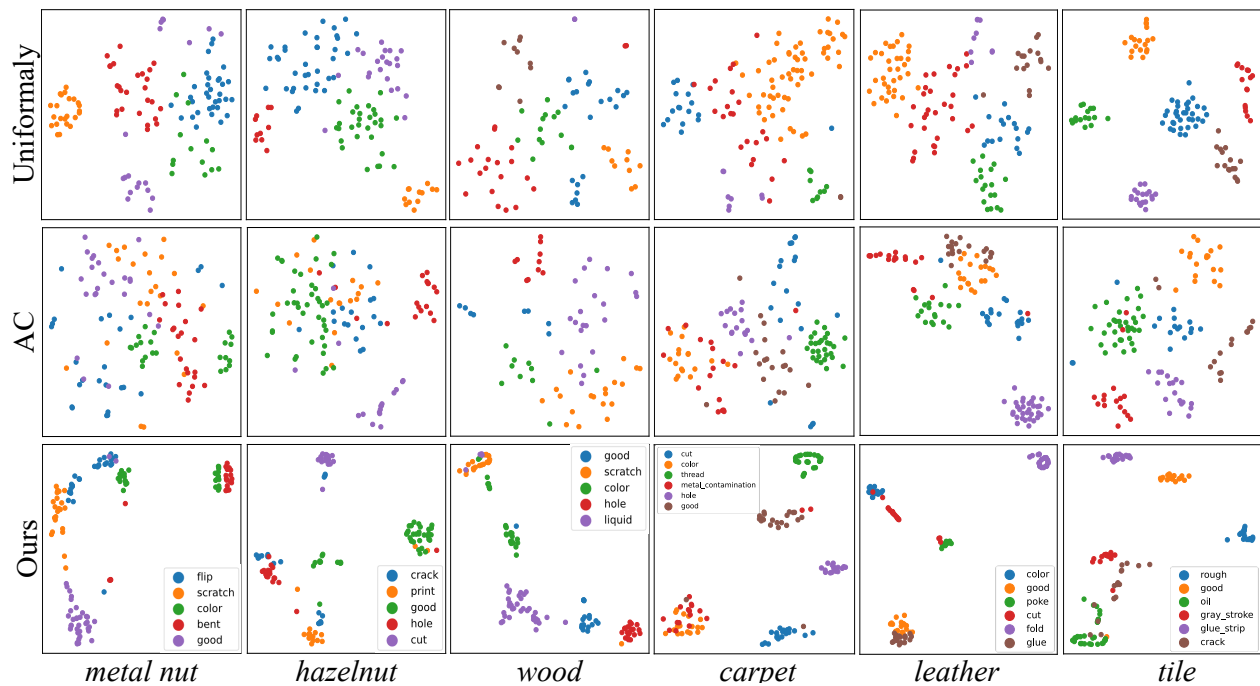 Uniformaly
AC
Ours
flip
scratch
color
bent
good
crack
print
good
hole
cut
good
scratch
color
hole
liquid
cut
color
thread
metal_contamination
hole
good
color
good
poke
cut
fold
glue
rough
good
oil
gray_stroke
glue_strip
crack
metal nut
hazelnut
wood
carpet
leather
tile